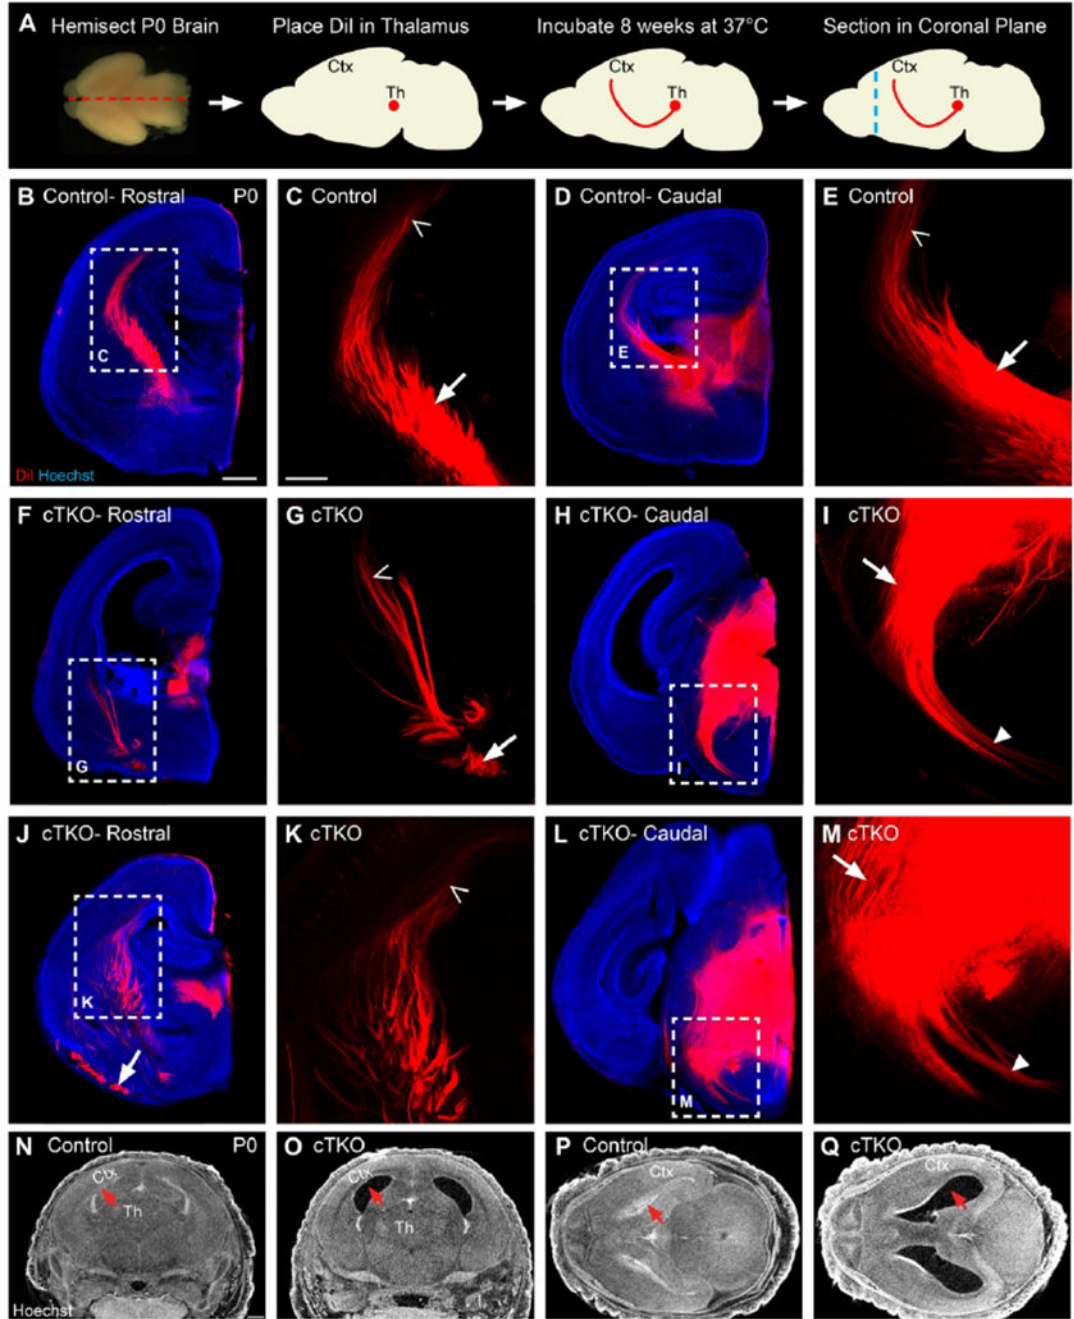 A Hemisect P0 Brain Place DiI in Thalamus Incubate 8 weeks at 37°C Section in Coronal Plane
Ctx Ctx Ctx
Th Th Th
B Control- Rostral P0 C Control D Control- Caudal E Control
C E
DiI Hoechst
F cTKO- Rostral G cTKO H cTKO- Caudal I cTKO
G I
J cTKO- Rostral K cTKO L cTKO- Caudal M cTKO
K M
N Control P0 O cTKO P Control Q cTKO
Ctx Ctx Ctx Ctx
Th Th
Hoechst